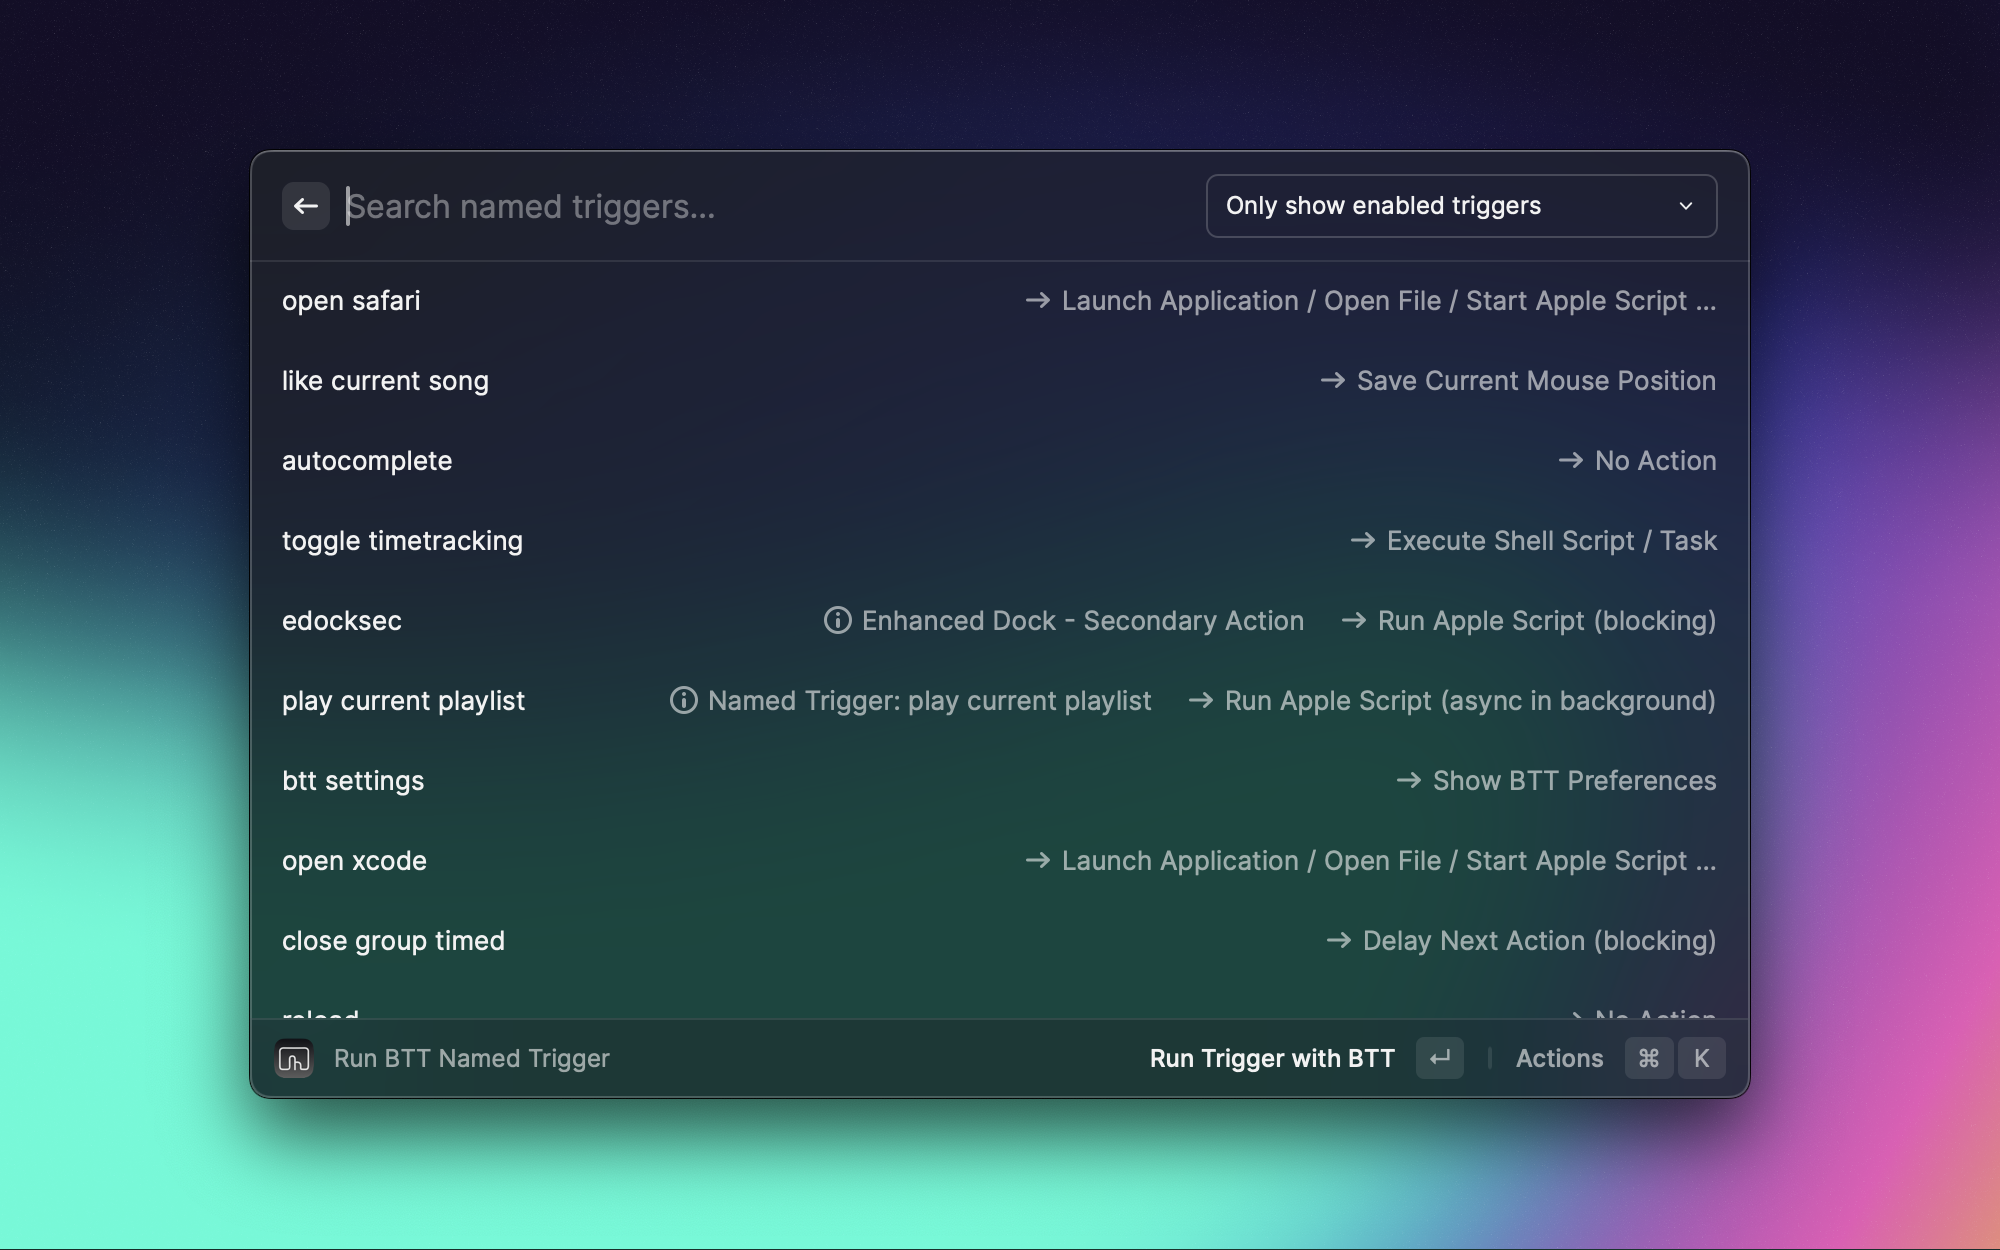 Search named triggers...
Only show enabled triggers
open safari → Launch Application / Open File / Start Apple Script ...
like current song → Save Current Mouse Position
autocomplete → No Action
toggle timetracking → Execute Shell Script / Task
edocksec Enhanced Dock - Secondary Action → Run Apple Script (blocking)
play current playlist Named Trigger: play current playlist → Run Apple Script (async in background)
btt settings → Show BTT Preferences
open xcode → Launch Application / Open File / Start Apple Script ...
close group timed → Delay Next Action (blocking)
reload → No Action
Run BTT Named Trigger Run Trigger with BTT ↵ Actions ⌘ K